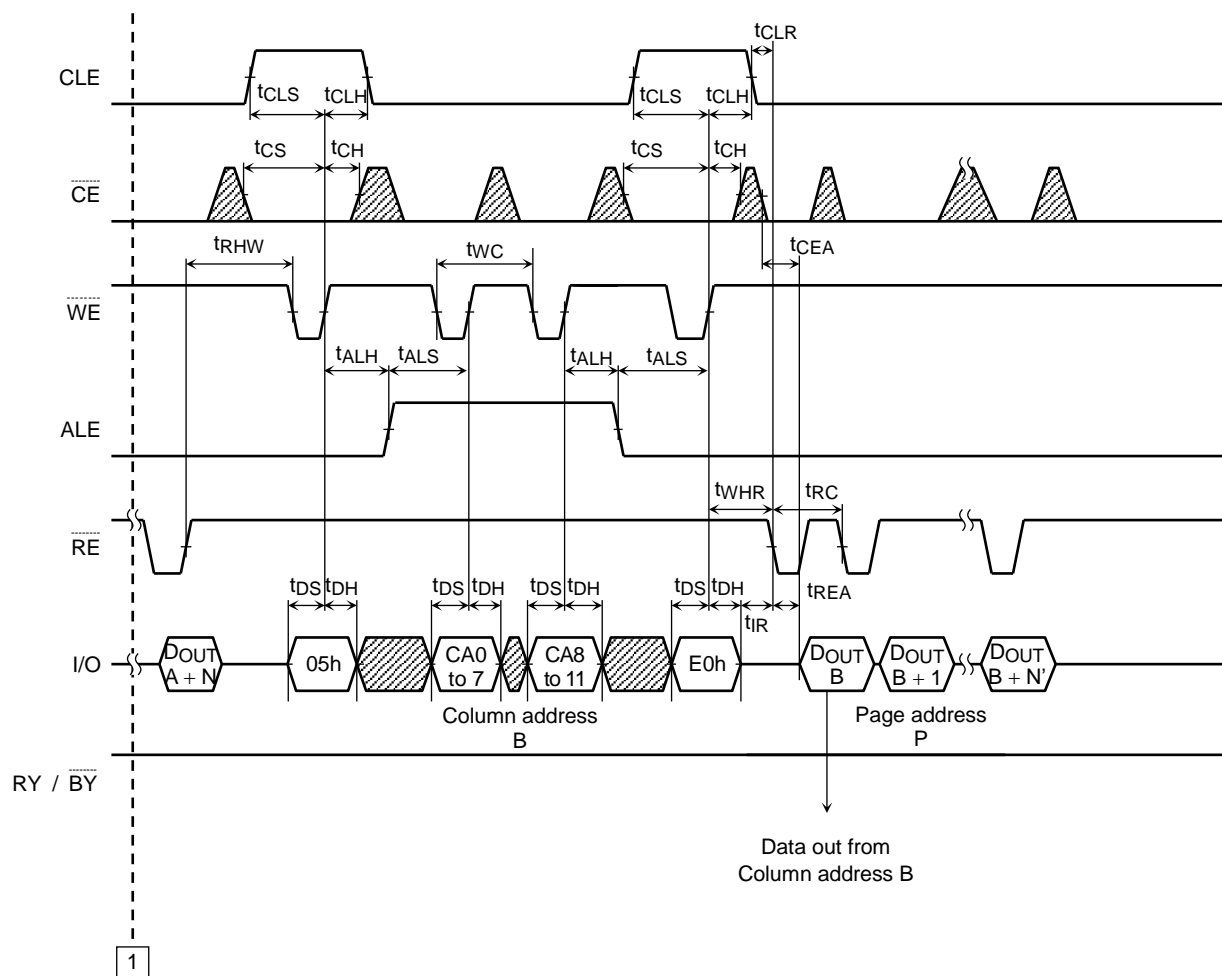 tCLR
CLE
tCLS tCLH tCLS tCLH
tCS tCH tCS tCH
CE
tRHW tWC tCEA
WE
tALH tALS tALH tALS
ALE
tWHR tRC
RE
tDS tDH tDS tDH tDS tDH tDS tDH tREA
tIR
I/O
DOUT
A + N
05h
CA0
to 7
CA8
to 11
E0h
DOUT
B
DOUT
B + 1
DOUT
B + N’
Column address
B
Page address
P
RY / BY
Data out from
Column address B
1